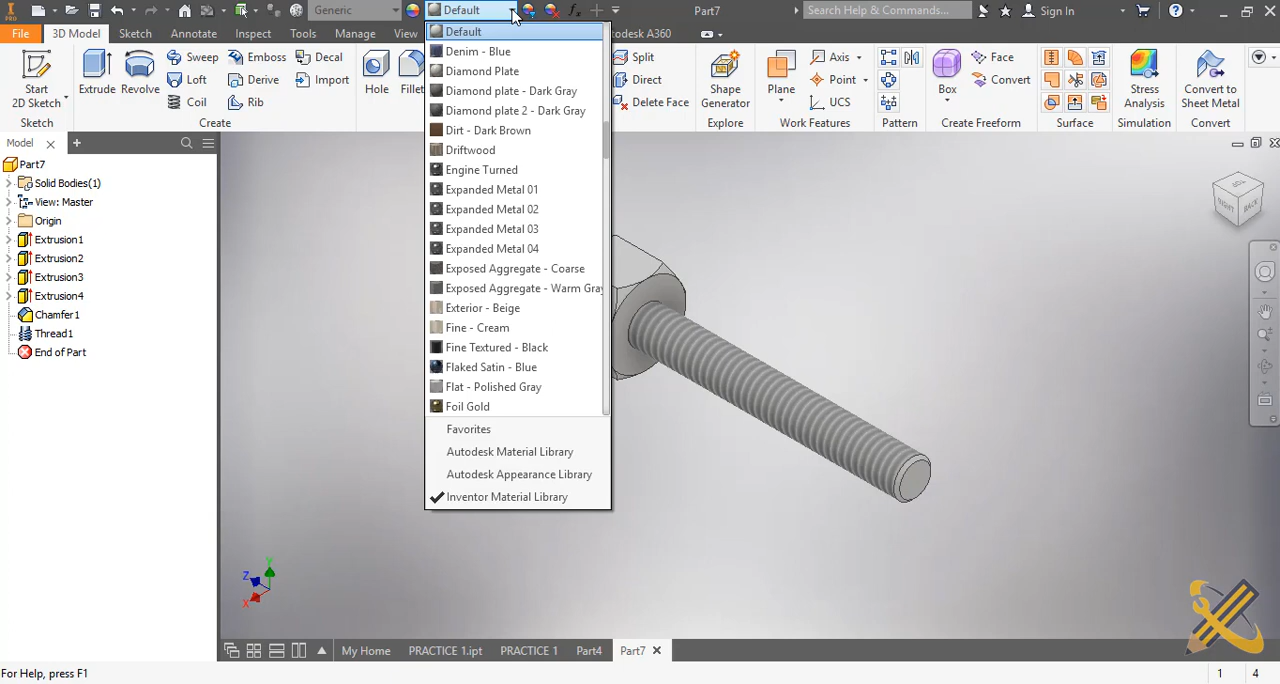 PRO
Generic
Default
Part7
Search Help & Commands...
Sign In
File
3D Model
Sketch
Annotate
Inspect
Tools
Manage
View
odesk A360
Start
2D Sketch
Sketch
Extrude
Revolve
Sweep
Loft
Coil
Emboss
Derive
Rib
Decal
Import
Create
Hole
Fillet
Split
Direct
Delete Face
Shape
Generator
Explore
Plane
Axis
Point
UCS
Work Features
Pattern
Box
Face
Convert
Create Freeform
Surface
Stress
Analysis
Simulation
Convert to
Sheet Metal
Convert
Model
Part7
Solid Bodies(1)
View: Master
Origin
Extrusion1
Extrusion2
Extrusion3
Extrusion4
Chamfer1
Thread1
End of Part
Default
Denim - Blue
Diamond Plate
Diamond plate - Dark Gray
Diamond plate 2 - Dark Gray
Dirt - Dark Brown
Driftwood
Engine Turned
Expanded Metal 01
Expanded Metal 02
Expanded Metal 03
Expanded Metal 04
Exposed Aggregate - Coarse
Exposed Aggregate - Warm Gray
Exterior - Beige
Fine - Cream
Fine Textured - Black
Flaked Satin - Blue
Flat - Polished Gray
Foil Gold
Favorites
Autodesk Material Library
Autodesk Appearance Library
Inventor Material Library
RIGHT
BACK
Y
Z
X
My Home
PRACTICE 1.ipt
PRACTICE 1
Part4
Part7
For Help, press F1
1
4